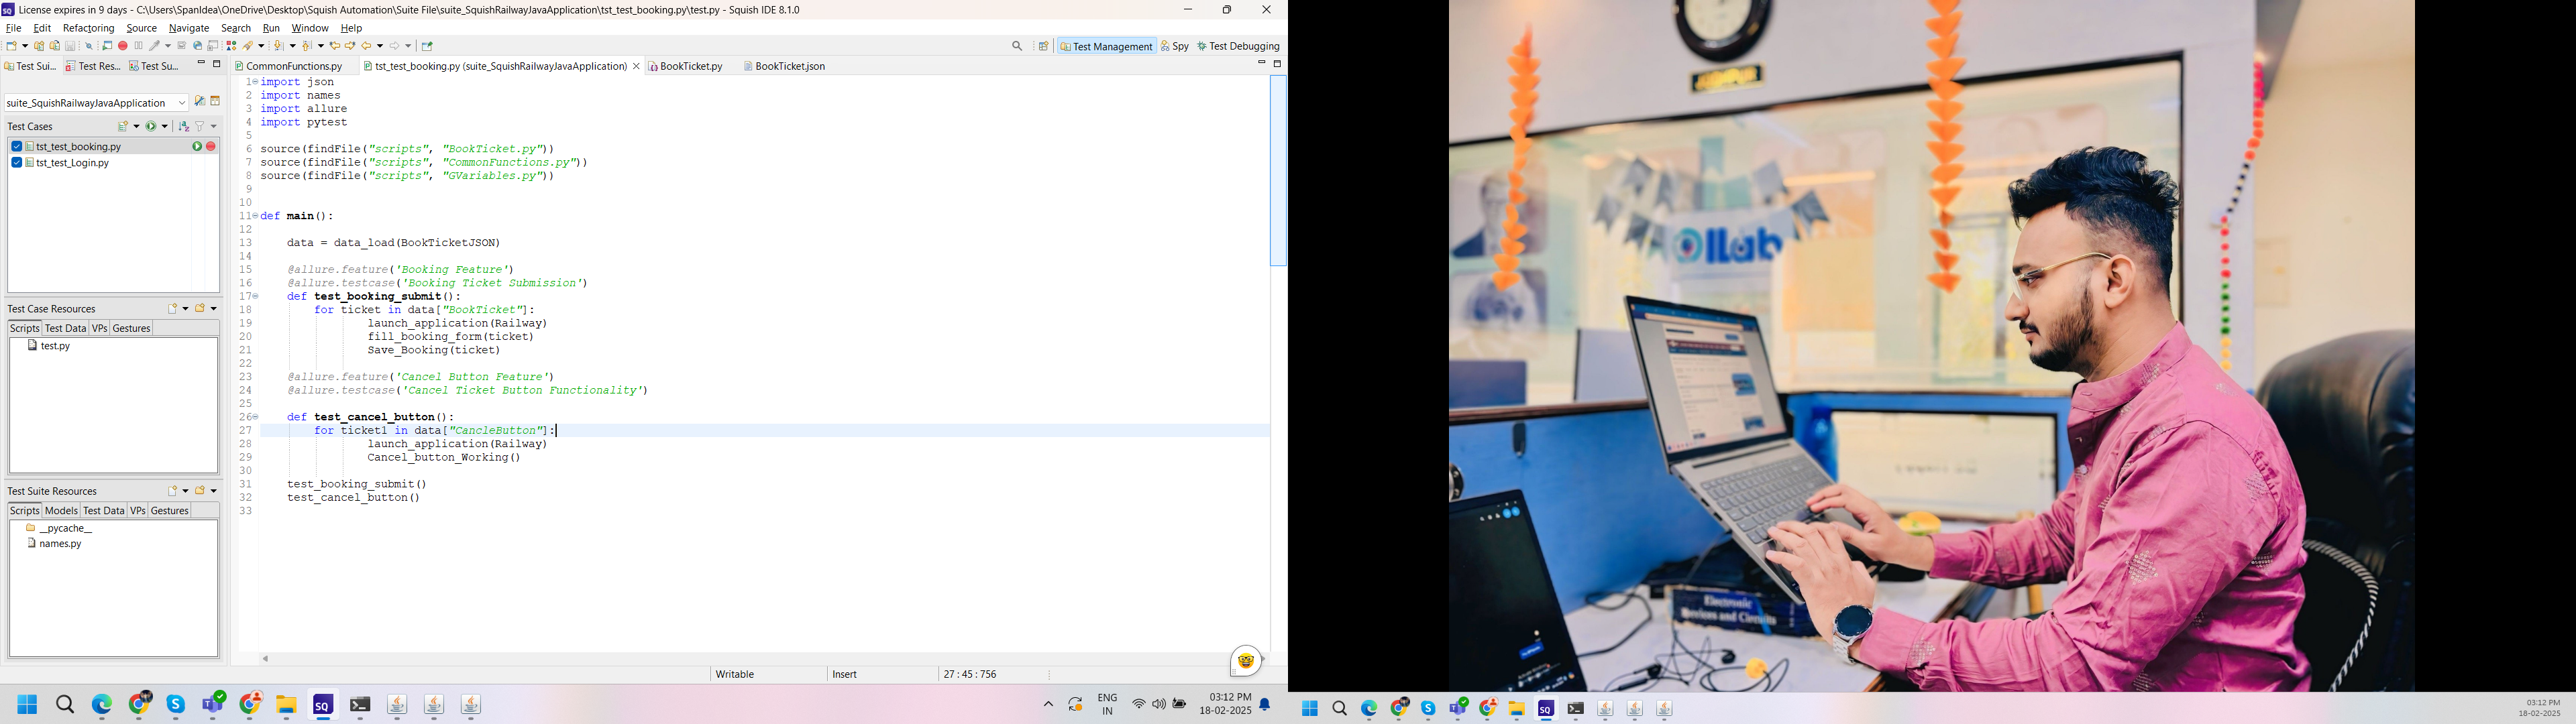 License expires in 9 days - C:\Users\SpanIdea\OneDrive\Desktop\Squish Automation\Suite File\suite_SquishRailwayJavaApplication\tst_test_booking.py\test.py - Squish IDE 8.1.0
File Edit Refactoring Source Navigate Search Run Window Help
Test Management Spy Test Debugging
Test Sui... Test Res... Test Su...
CommonFunctions.py tst_test_booking.py (suite_SquishRailwayJavaApplication) BookTicket.py BookTicket.json
suite_SquishRailwayJavaApplication
Test Cases
tst_test_booking.py
tst_test_Login.py
Test Case Resources
Scripts Test Data VPs Gestures
test.py
Test Suite Resources
Scripts Models Test Data VPs Gestures
__pycache__
names.py
1 import json
2 import names
3 import allure
4 import pytest
5
6 source(findFile("scripts", "BookTicket.py"))
7 source(findFile("scripts", "CommonFunctions.py"))
8 source(findFile("scripts", "GVariables.py"))
9
10
11 def main():
12
13 data = data_load(BookTicketJSON)
14
15 @allure.feature('Booking Feature')
16 @allure.testcase('Booking Ticket Submission')
17 def test_booking_submit():
18 for ticket in data["BookTicket"]:
19 launch_application(Railway)
20 fill_booking_form(ticket)
21 Save_Booking(ticket)
22
23 @allure.feature('Cancel Button Feature')
24 @allure.testcase('Cancel Ticket Button Functionality')
25
26 def test_cancel_button():
27 for ticket1 in data["CancleButton"]:
28 launch_application(Railway)
29 Cancel_button_Working()
30
31 test_booking_submit()
32 test_cancel_button()
33
Writable Insert 27 : 45 : 756
ENG
IN
03:12 PM
18-02-2025
Electronic
Devices and Circuits
03:12 PM
18-02-2025